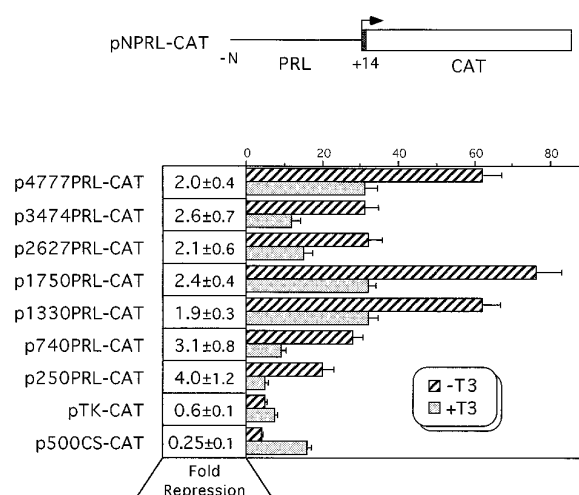 pNPRL-CAT
-N PRL +14 CAT
0 20 40 60 80
p4777PRL-CAT 2.0±0.4
p3474PRL-CAT 2.6±0.7
p2627PRL-CAT 2.1±0.6
p1750PRL-CAT 2.4±0.4
p1330PRL-CAT 1.9±0.3
p740PRL-CAT 3.1±0.8
p250PRL-CAT 4.0±1.2
pTK-CAT 0.6±0.1
p500CS-CAT 0.25±0.1
-T3
+T3
Fold
Repression